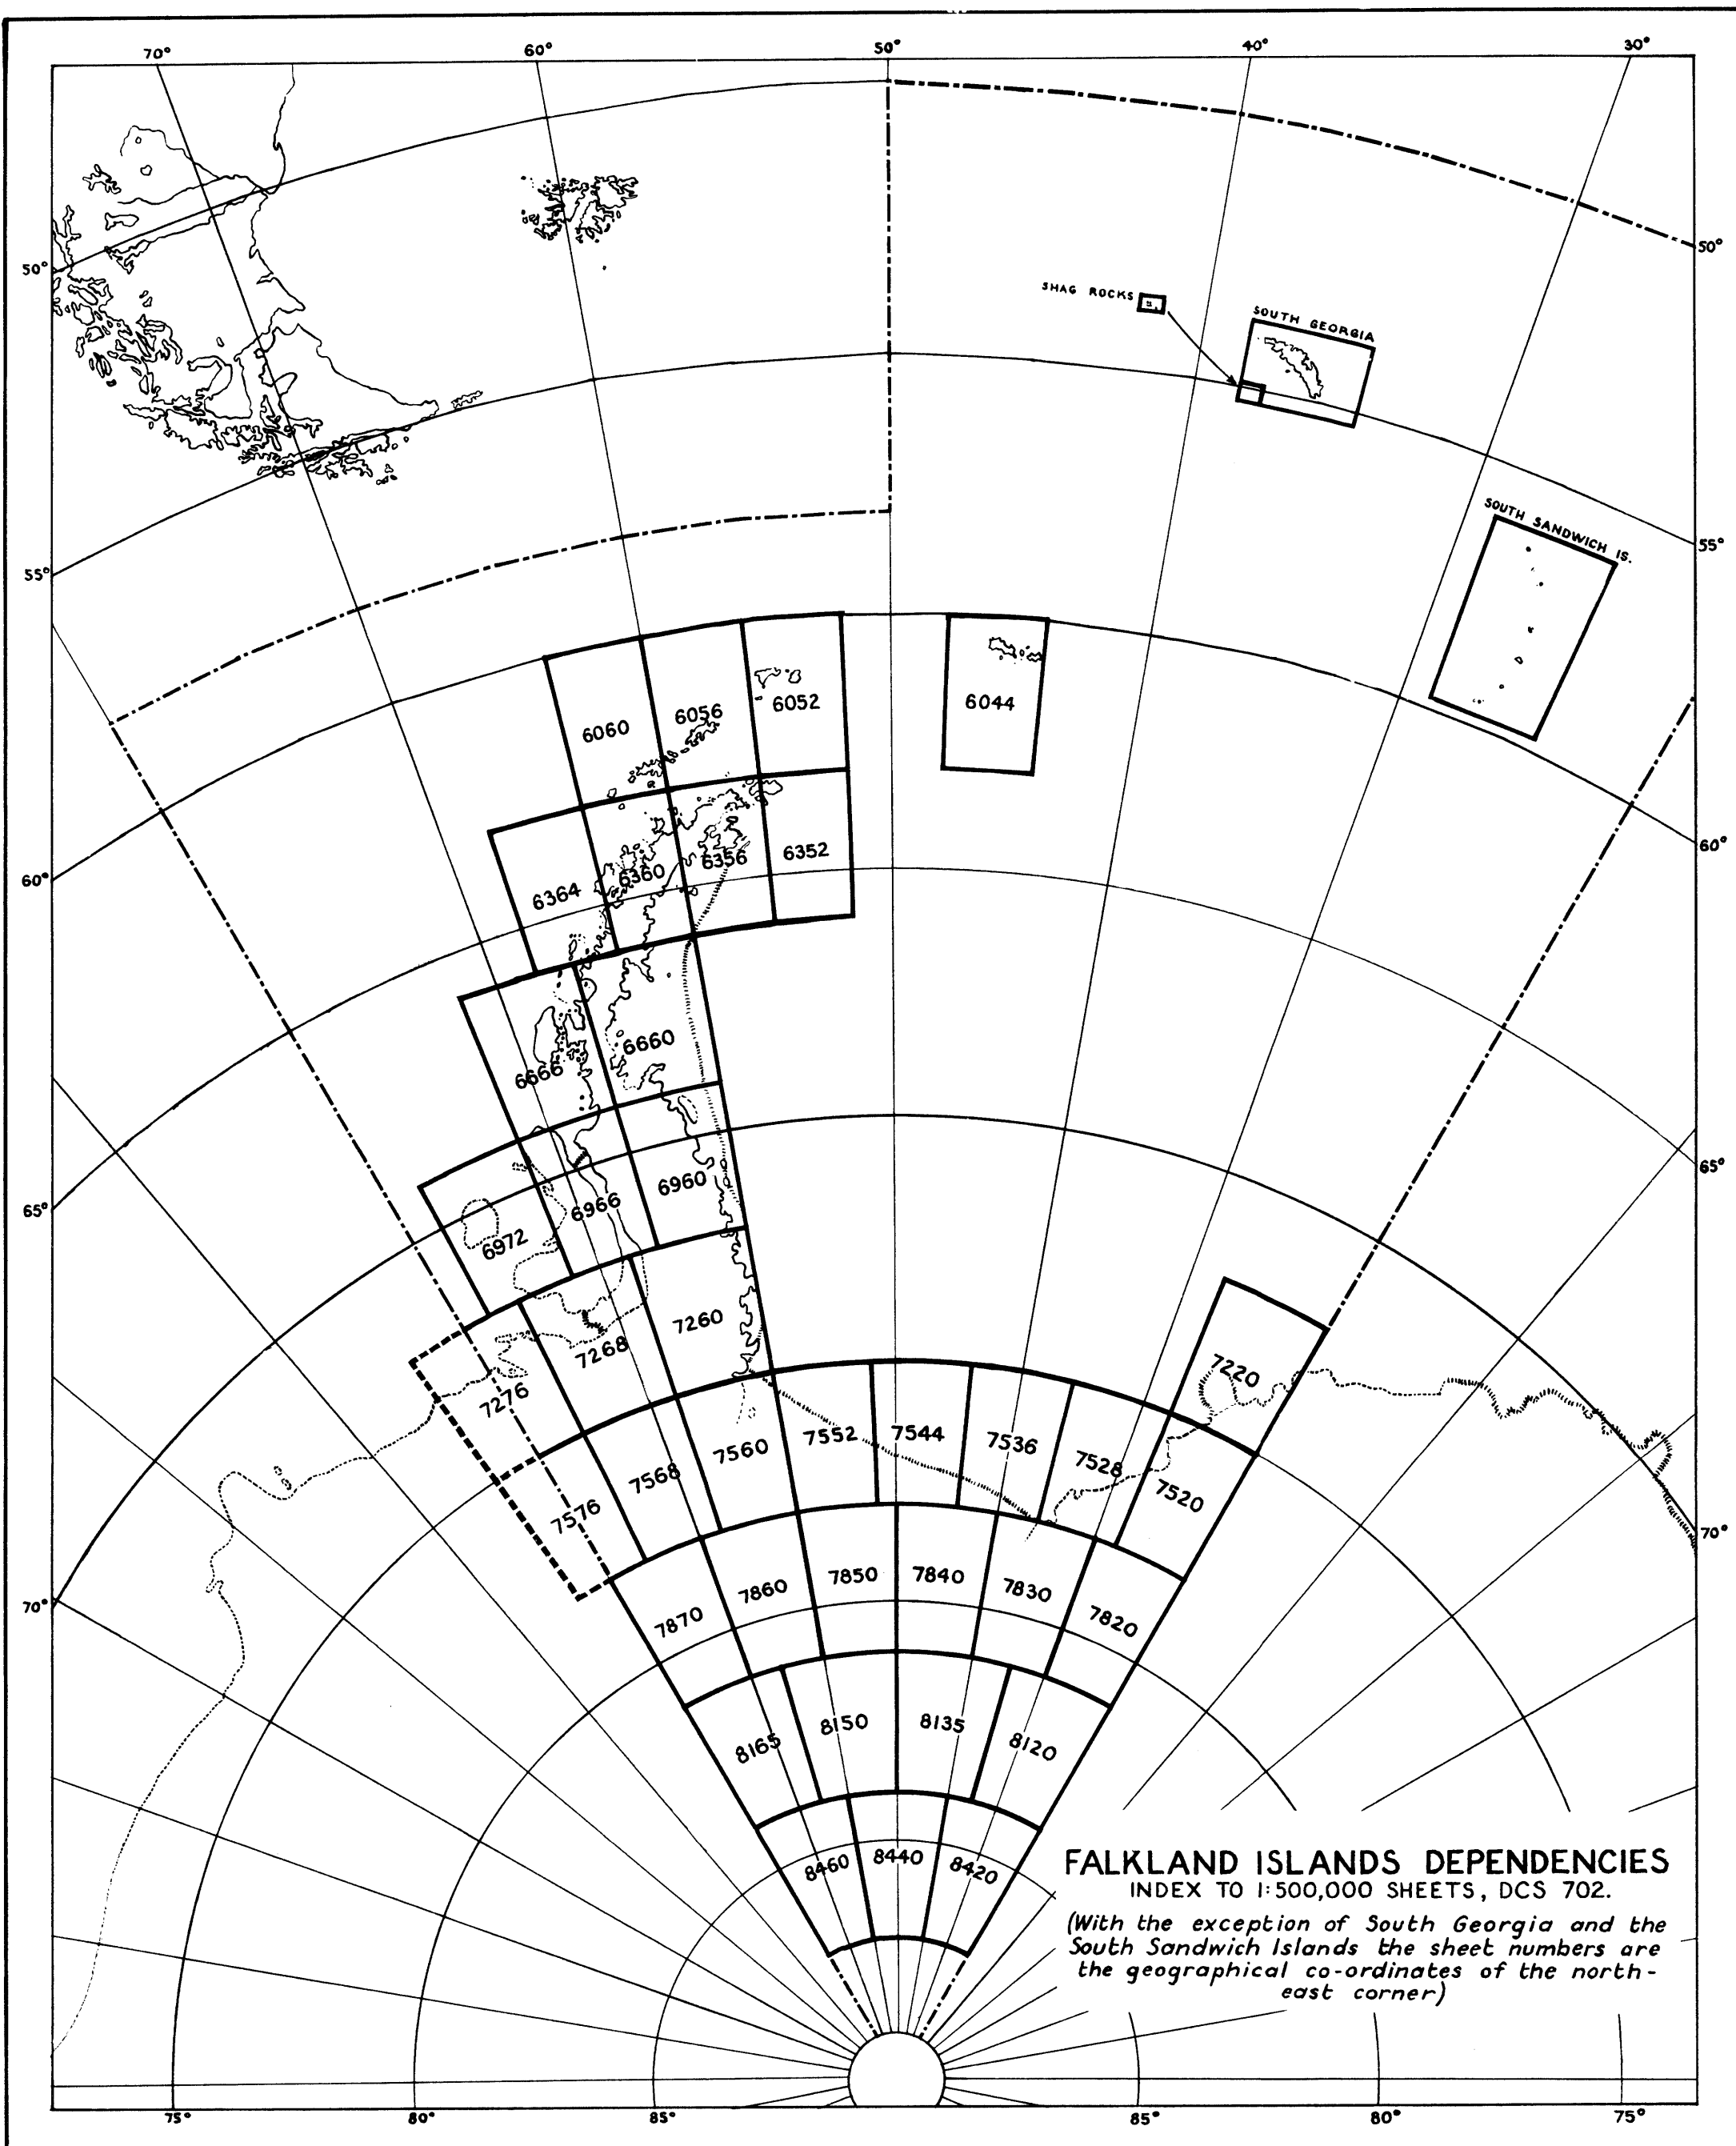 70° 60° 50° 40° 30°
50° 50°
SHAG ROCKS
SOUTH GEORGIA
SOUTH SANDWICH IS.
55° 55°
6060 6056 6052 6044
6364 6360 6356 6352
60° 60°
6666 6660
6972 6966 6960
65° 65°
7276 7268 7260 7220
7576 7568 7560 7552 7544 7536 7528 7520
70° 70°
7870 7860 7850 7840 7830 7820
8165 8150 8135 8120
8460 8440 8420
FALKLAND ISLANDS DEPENDENCIES
INDEX TO 1:500,000 SHEETS, DCS 702.
(With the exception of South Georgia and the
South Sandwich Islands the sheet numbers are
the geographical co-ordinates of the north-
east corner)
75° 80° 85° 85° 80° 75°